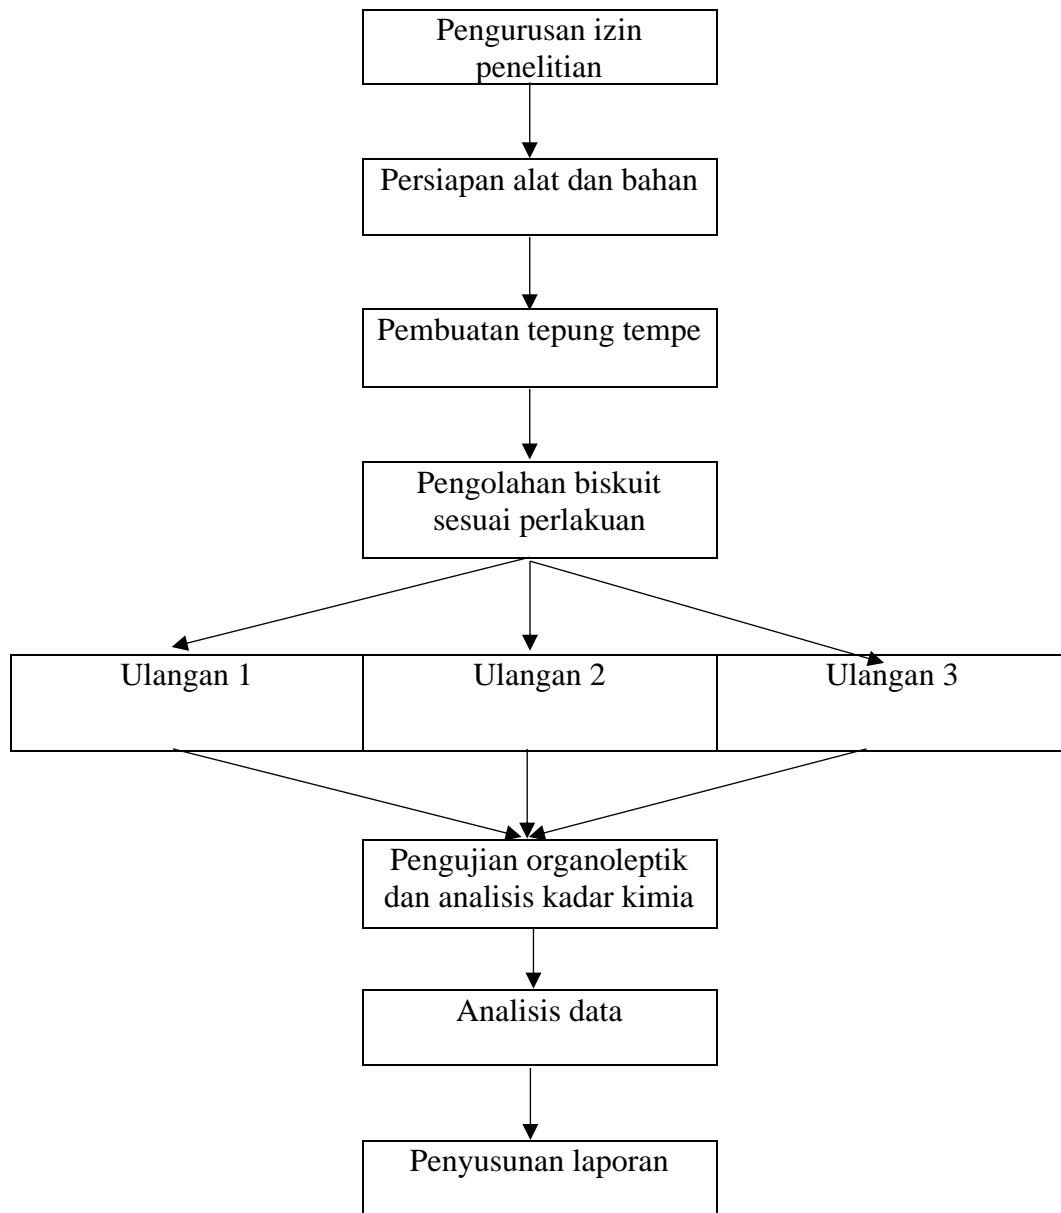 Pengurusan izin
penelitian
Persiapan alat dan bahan
Pembuatan tepung tempe
Pengolahan biskuit
sesuai perlakuan
Ulangan 1
Ulangan 2
Ulangan 3
Pengujian organoleptik
dan analisis kadar kimia
Analisis data
Penyusunan laporan